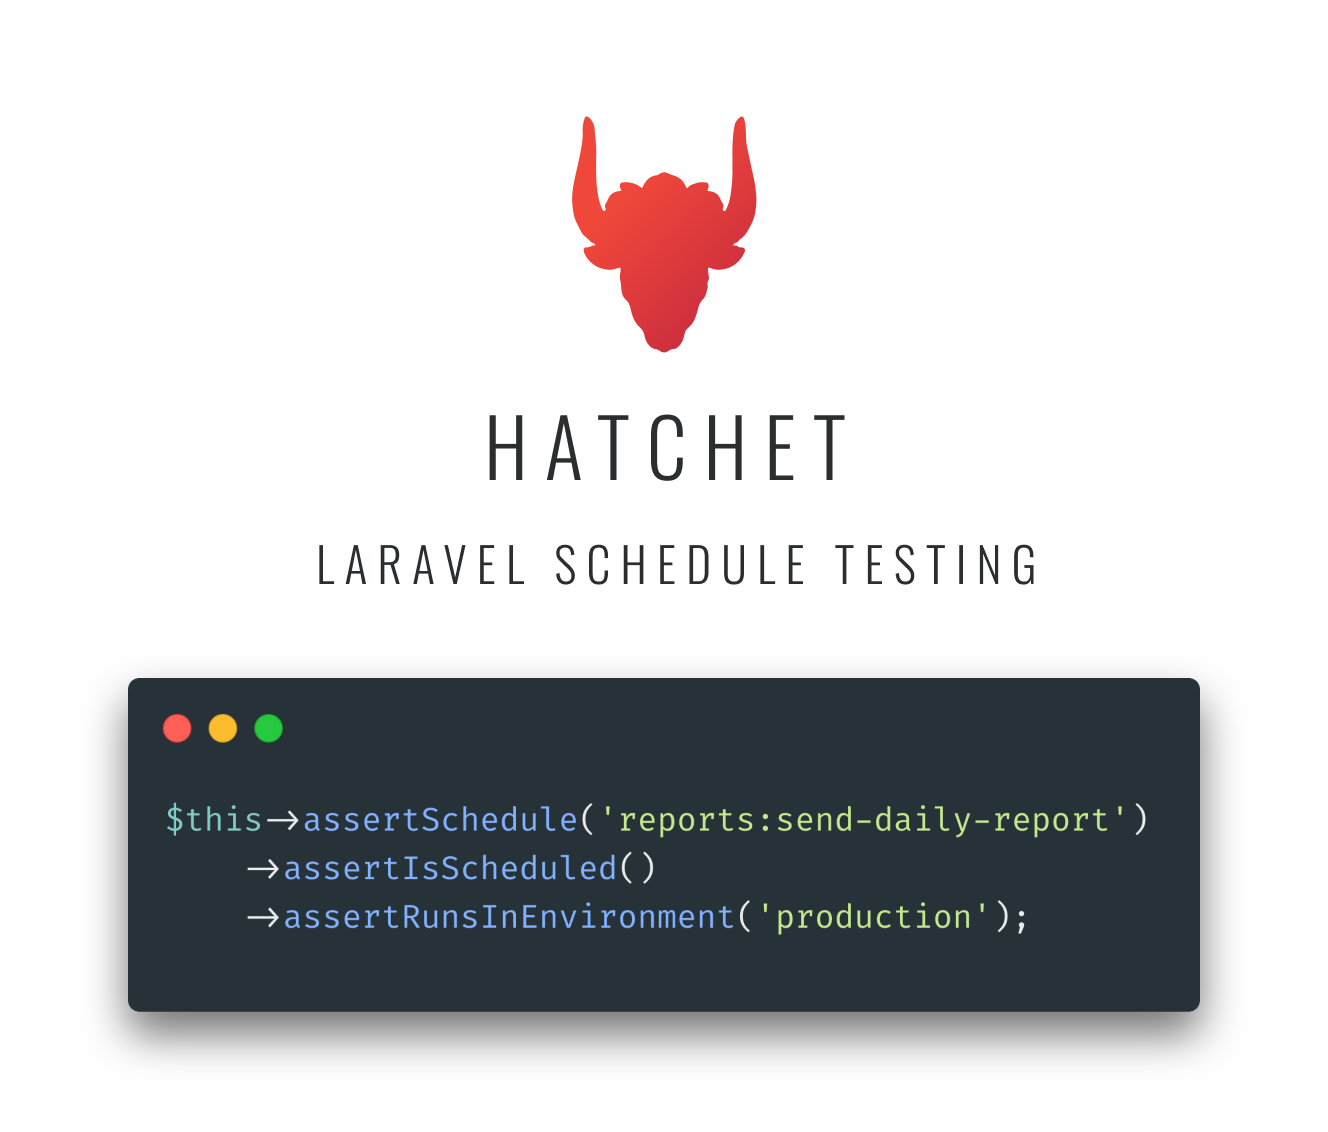 HATCHET
LARAVEL SCHEDULE TESTING
$this->assertSchedule('reports:send-daily-report')
    ->assertIsScheduled()
    ->assertRunsInEnvironment('production');